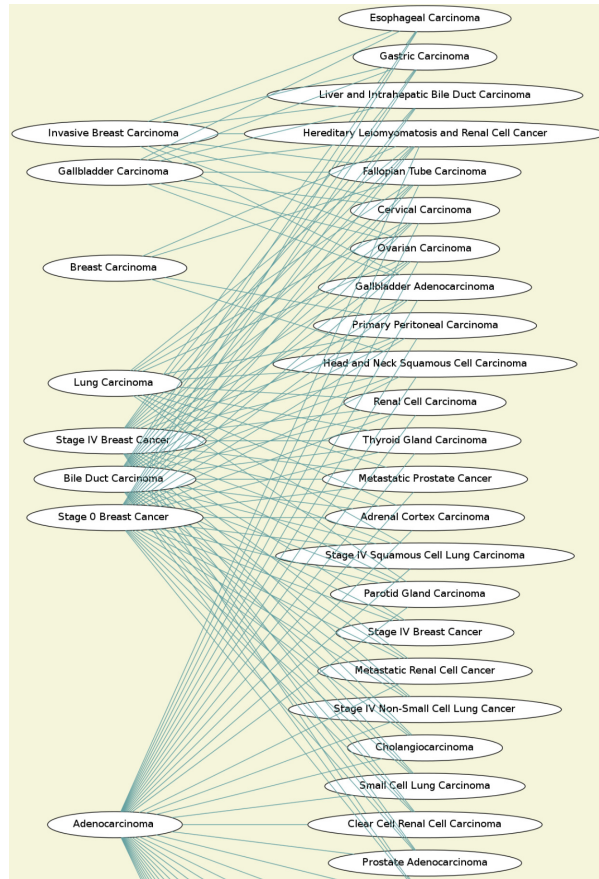 Esophageal Carcinoma
Gastric Carcinoma
Liver and Intrahepatic Bile Duct Carcinoma
Invasive Breast Carcinoma
Hereditary Leiomyomatosis and Renal Cell Cancer
Gallbladder Carcinoma
Fallopian Tube Carcinoma
Cervical Carcinoma
Ovarian Carcinoma
Breast Carcinoma
Gallbladder Adenocarcinoma
Primary Peritoneal Carcinoma
Head and Neck Squamous Cell Carcinoma
Lung Carcinoma
Renal Cell Carcinoma
Stage IV Breast Cancer
Thyroid Gland Carcinoma
Bile Duct Carcinoma
Metastatic Prostate Cancer
Stage 0 Breast Cancer
Adrenal Cortex Carcinoma
Stage IV Squamous Cell Lung Carcinoma
Parotid Gland Carcinoma
Stage IV Breast Cancer
Metastatic Renal Cell Cancer
Stage IV Non-Small Cell Lung Cancer
Cholangiocarcinoma
Small Cell Lung Carcinoma
Adenocarcinoma
Clear Cell Renal Cell Carcinoma
Prostate Adenocarcinoma